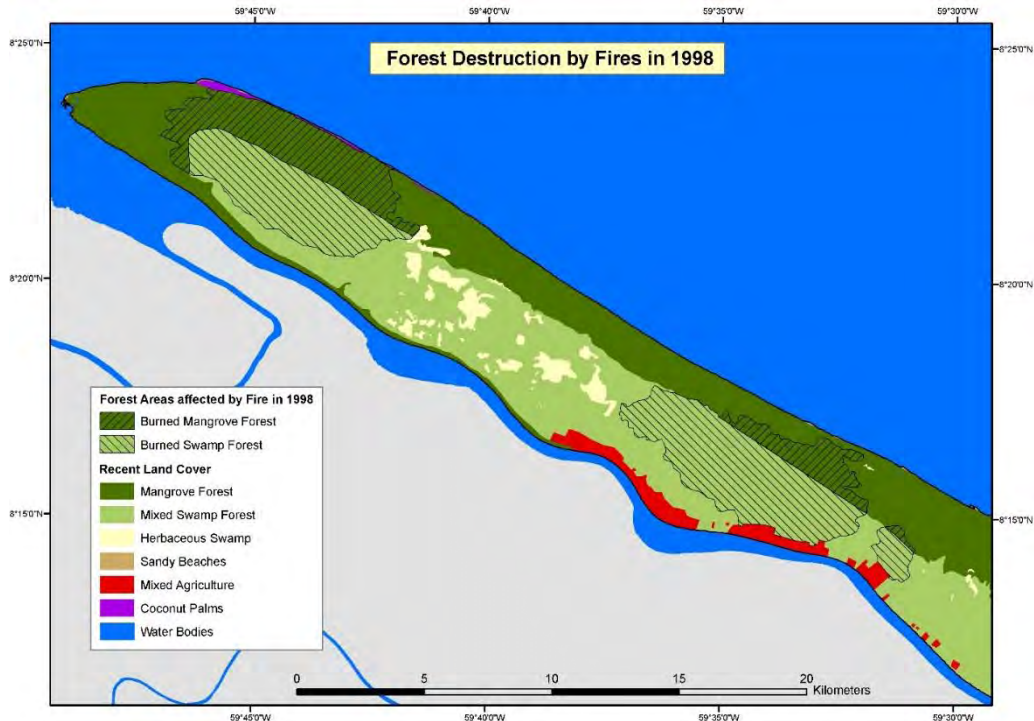 59°45'0"W 59°40'0"W 59°35'0"W 59°30'0"W
8°25'0"N 8°25'0"N
Forest Destruction by Fires in 1998
8°20'0"N 8°20'0"N
Forest Areas affected by Fire in 1998
Burned Mangrove Forest
Burned Swamp Forest
Recent Land Cover
Mangrove Forest
Mixed Swamp Forest
Herbaceous Swamp
Sandy Beaches
Mixed Agriculture
Coconut Palms
Water Bodies
8°15'0"N 8°15'0"N
0 5 10 15 20
Kilometers
59°45'0"W 59°40'0"W 59°35'0"W 59°30'0"W